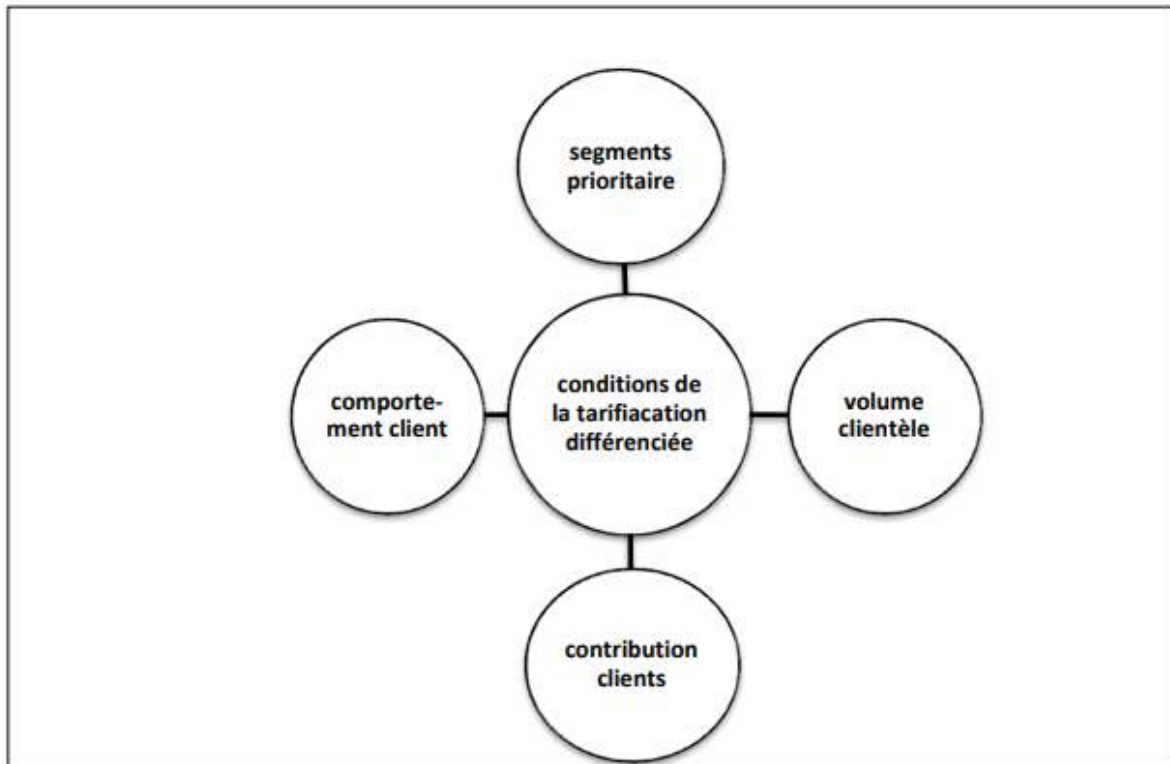 segments
prioritaire
comporte-
ment client
conditions de
la tarifiacation
différenciée
volume
clientèle
contribution
clients